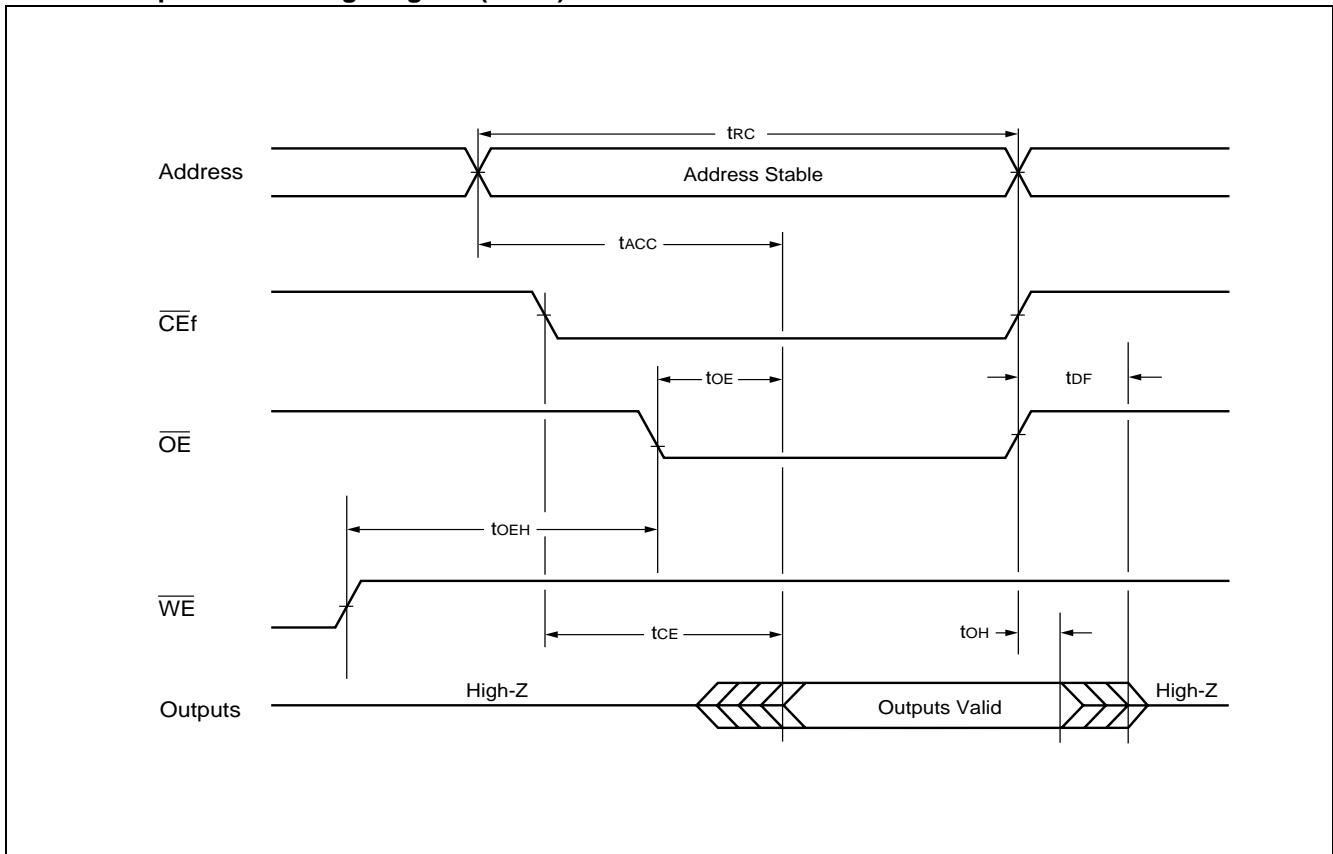 tRC
Address
Address Stable
tACC
CEf
tOE
tDF
OE
tOEH
WE
tCE
tOH
High-Z
High-Z
Outputs
Outputs Valid